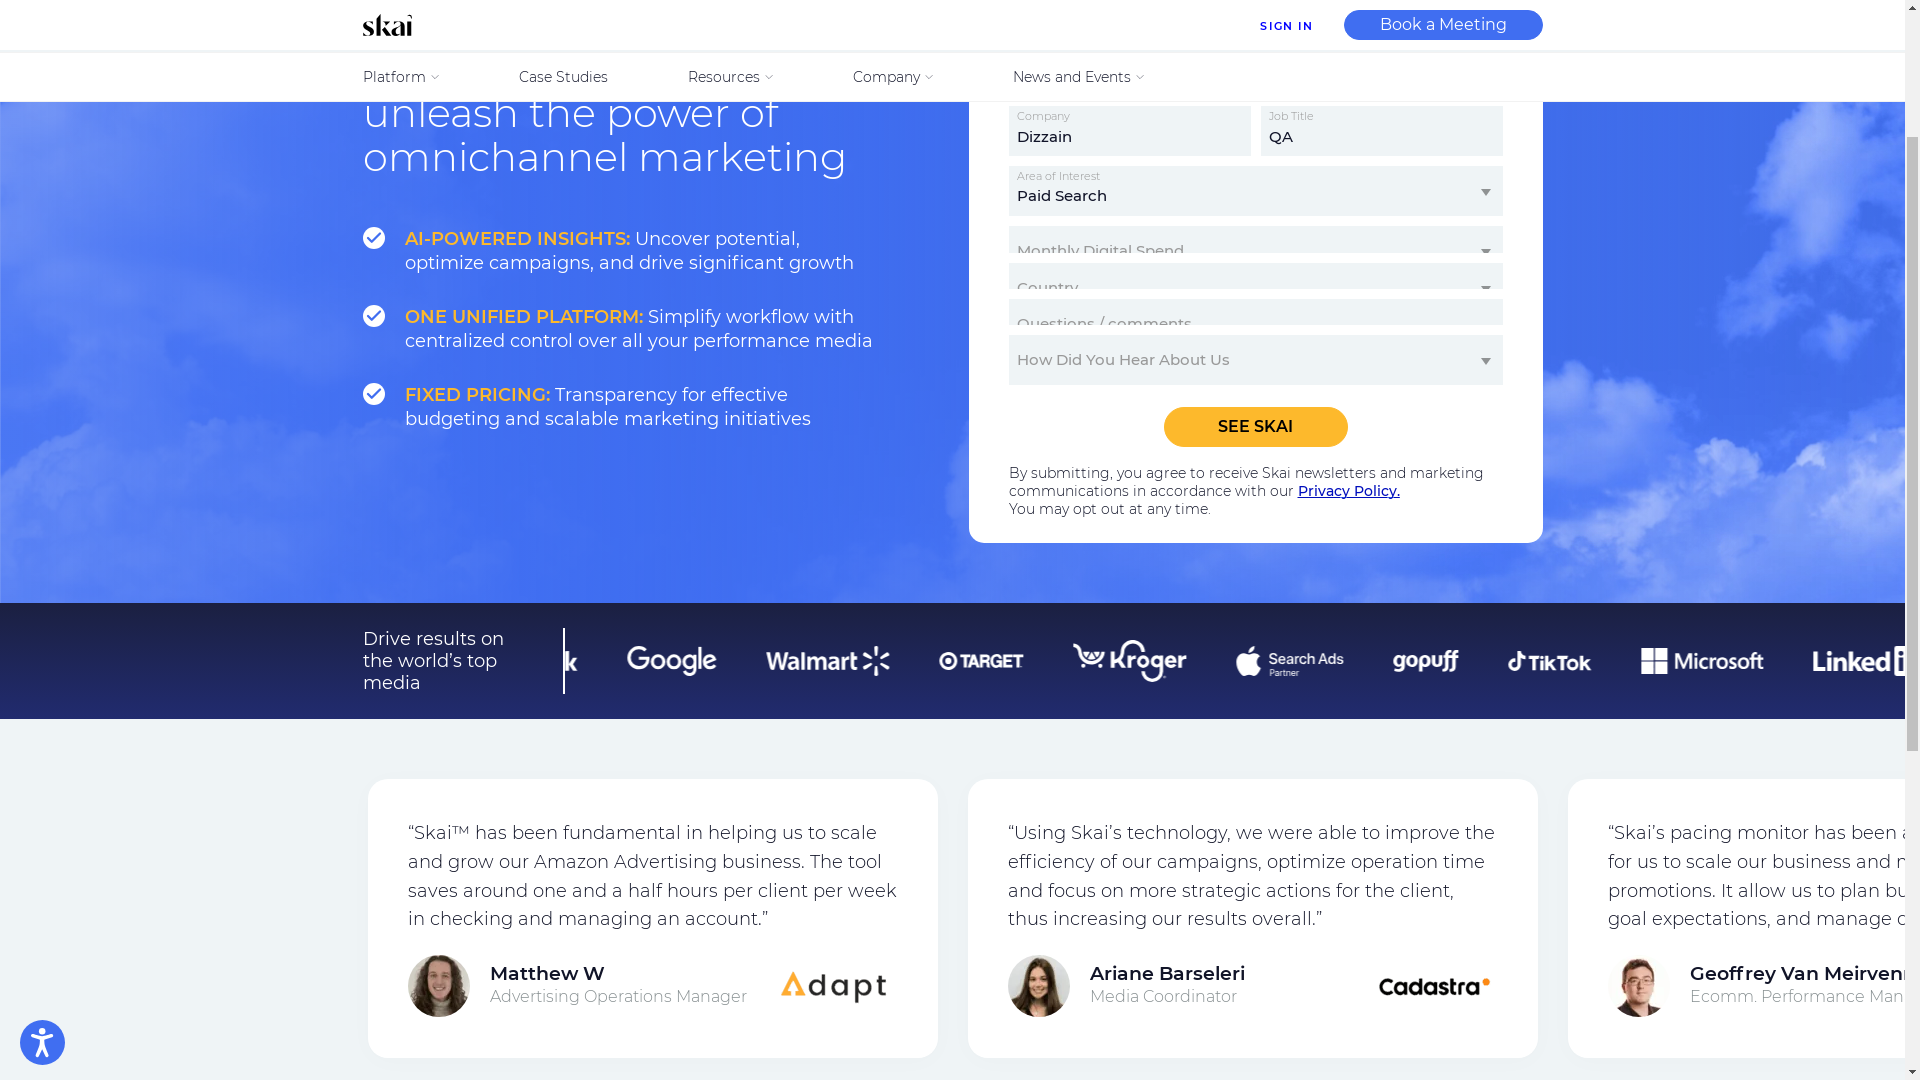 skai
SIGN IN
Book a Meeting
Platform
Case Studies
Resources
Company
News and Events
unleash the power of
omnichannel marketing
AI-POWERED INSIGHTS: Uncover potential,
optimize campaigns, and drive significant growth
ONE UNIFIED PLATFORM: Simplify workflow with
centralized control over all your performance media
FIXED PRICING: Transparency for effective
budgeting and scalable marketing initiatives
Company
Dizzain
Job Title
QA
Area of Interest
Paid Search
Monthly Digital Spend
Country
Questions / comments
How Did You Hear About Us
SEE SKAI
By submitting, you agree to receive Skai newsletters and marketing
communications in accordance with our Privacy Policy.
You may opt out at any time.
Drive results on
the world’s top
media
k
Google
Walmart
TARGET
Kroger
Search Ads
Partner
gopuff
TikTok
Microsoft
Linked
“Skai™ has been fundamental in helping us to scale
and grow our Amazon Advertising business. The tool
saves around one and a half hours per client per week
in checking and managing an account.”
Matthew W
Advertising Operations Manager
Adapt
“Using Skai’s technology, we were able to improve the
efficiency of our campaigns, optimize operation time
and focus on more strategic actions for the client,
thus increasing our results overall.”
Ariane Barseleri
Media Coordinator
Cadastra
“Skai’s pacing monitor has been
for us to scale our business and
promotions. It allow us to plan
goal expectations, and manage
Geoffrey Van
Ecomm. Performance